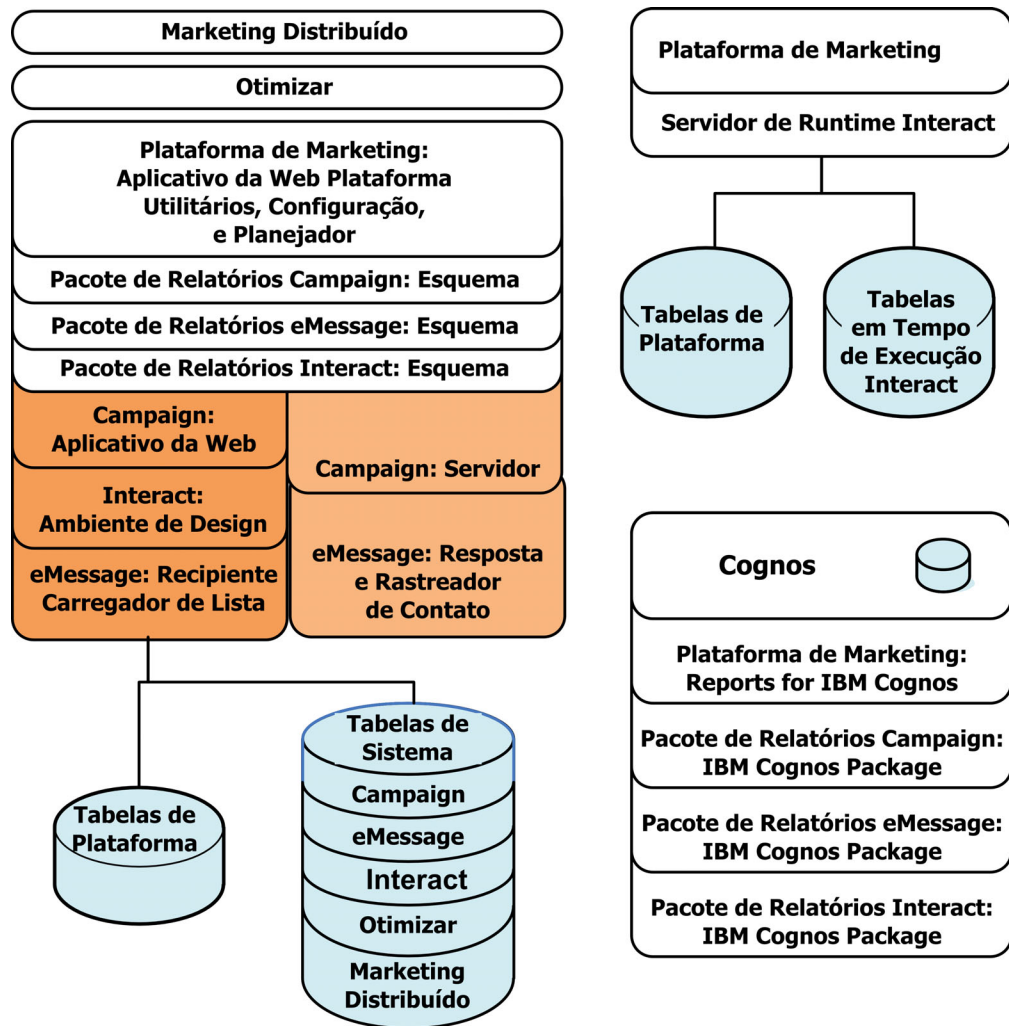 Marketing Distribuído
Otimizar
Plataforma de Marketing:
Aplicativo da Web Plataforma
Utilitários, Configuração,
e Planejador
Pacote de Relatórios Campaign: Esquema
Pacote de Relatórios eMessage: Esquema
Pacote de Relatórios Interact: Esquema
Campaign:
Aplicativo da Web
Campaign: Servidor
Interact:
Ambiente de Design
eMessage: Recipiente
Carregador de Lista
eMessage: Resposta
e Rastreador
de Contato
Tabelas de
Plataforma
Tabelas de
Sistema
Campaign
eMessage
Interact
Otimizar
Marketing
Distribuído
Plataforma de Marketing
Servidor de Runtime Interact
Tabelas de
Plataforma
Tabelas
em Tempo
de Execução
Interact
Cognos
Plataforma de Marketing:
Reports for IBM Cognos
Pacote de Relatórios Campaign:
IBM Cognos Package
Pacote de Relatórios eMessage:
IBM Cognos Package
Pacote de Relatórios Interact:
IBM Cognos Package